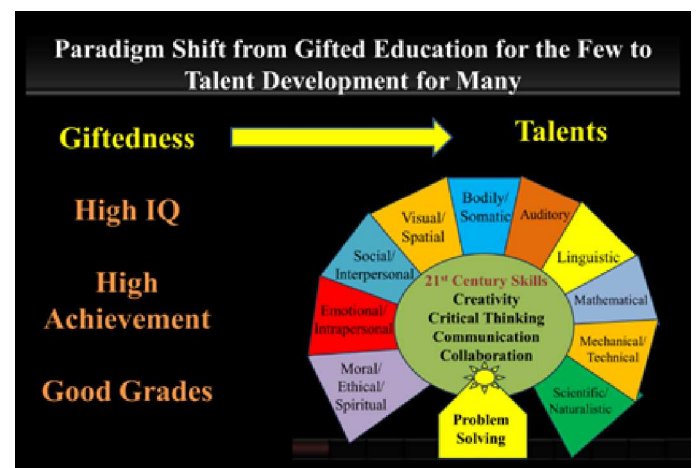 Paradigm Shift from Gifted Education for the Few to
Talent Development for Many
Giftedness
Talents
High IQ
High
Achievement
Good Grades
Moral/
Ethical/
Spiritual
Emotional/
Intrapersonal
Social/
Interpersonal
Visual/
Spatial
Bodily/
Somatic
Auditory
Linguistic
Mathematical
Mechanical/
Technical
Scientific/
Naturalistic
21st Century Skills
Creativity
Critical Thinking
Communication
Collaboration
Problem
Solving